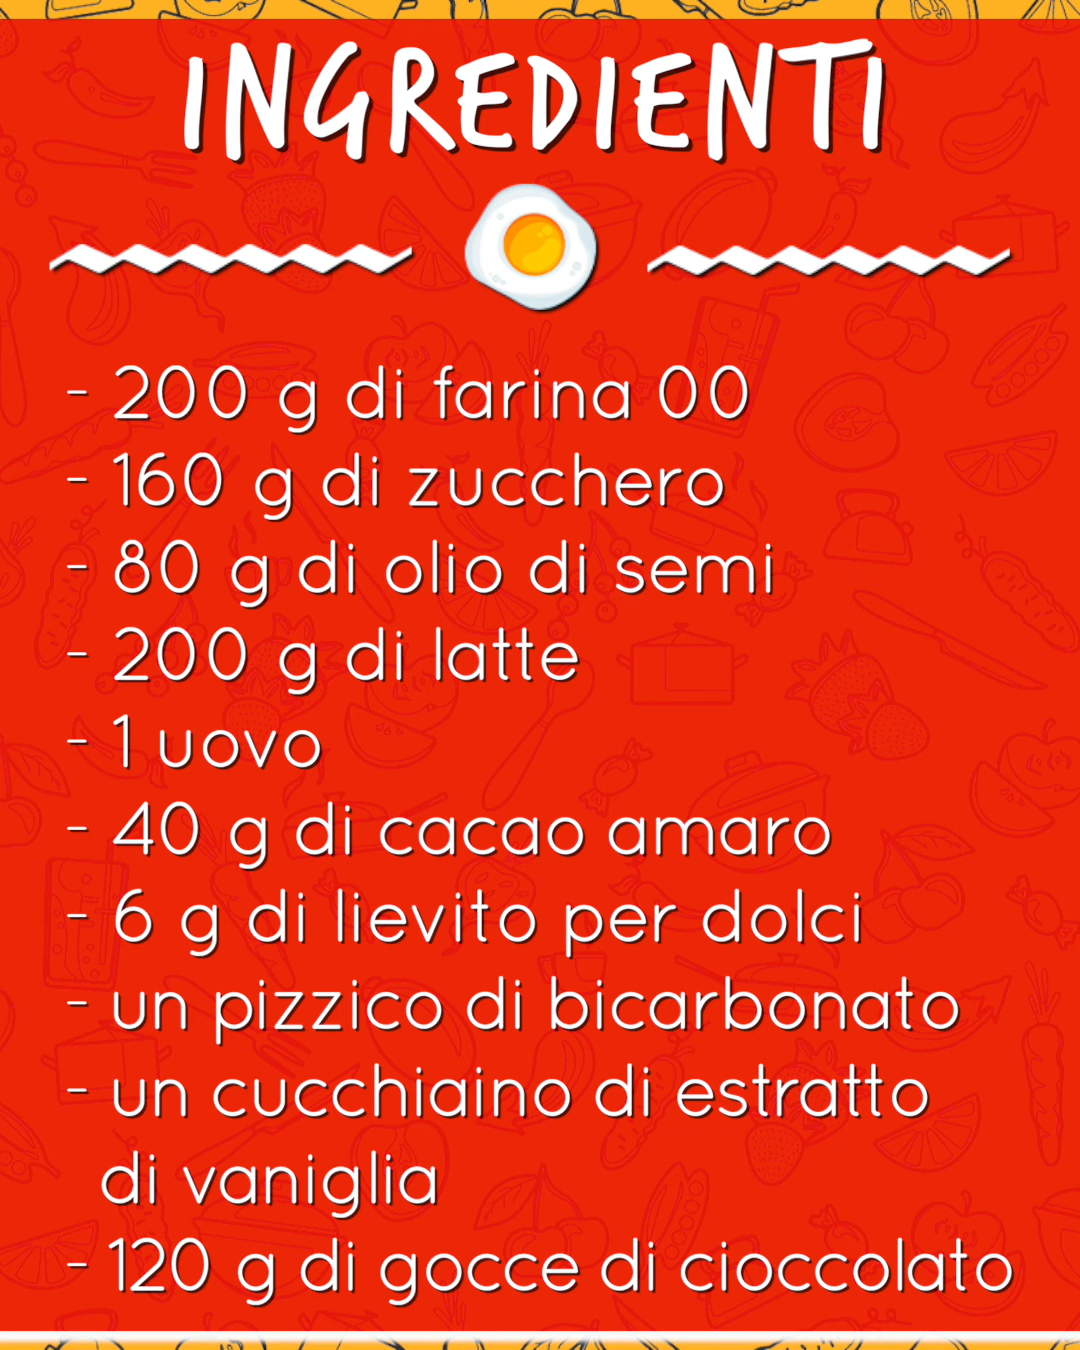 INGREDIENTI
- 200 g di farina 00
- 160 g di zucchero
- 80 g di olio di semi
- 200 g di latte
- 1 uovo
- 40 g di cacao amaro
- 6 g di lievito per dolci
- un pizzico di bicarbonato
- un cucchiaino di estratto
di vaniglia
- 120 g di gocce di cioccolato